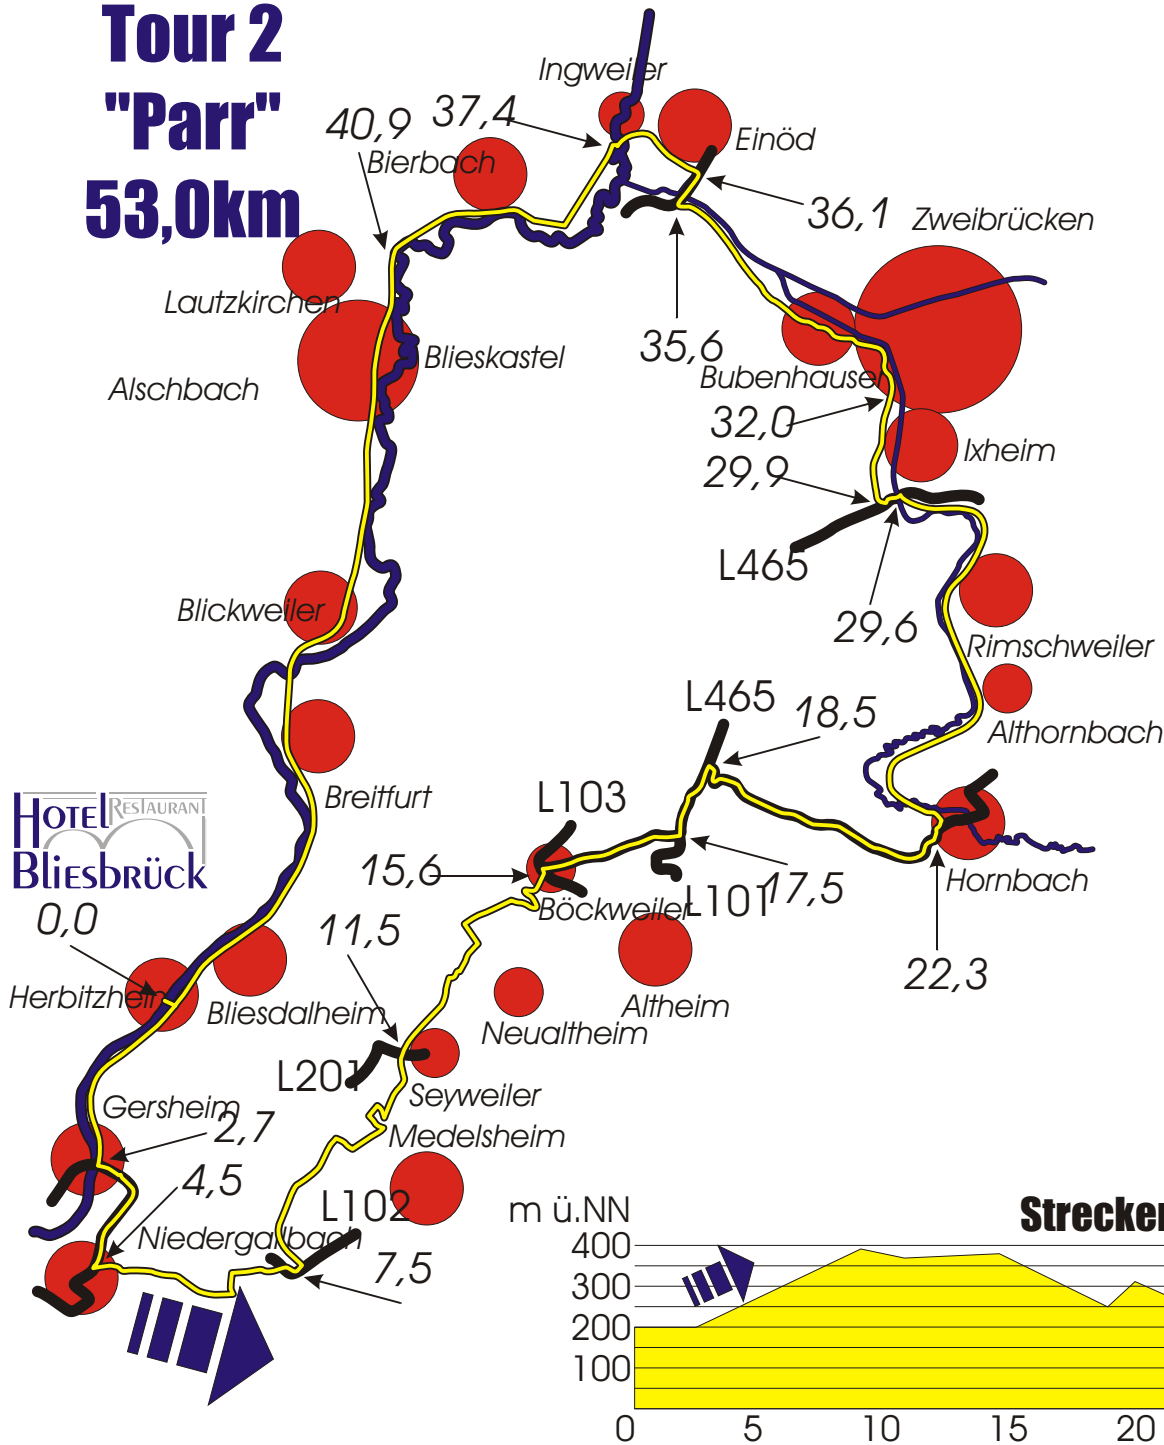 Tour 2
"Parr"
53,0km
Ingweiler
37,4
40,9
Bierbach
Einöd
36,1
Zweibrücken
Lautzkirchen
35,6
Blieskastel
Alschbach
Bubenhausen
32,0
Ixheim
29,9
L465
Blickweiler
29,6
Rimschweiler
L465
18,5
Althornbach
Breitfurt
L103
HOTEL RESTAURANT
BLIESBRÜCK
15,6
17,5
Hornbach
Böckweiler
L101
0,0
11,5
22,3
Herbitzheim
Bliesdalheim
Altheim
Neualtheim
L201
Seyweiler
Gersheim
2,7
Medelsheim
4,5
L102
Niedergailbach
7,5
m ü.NN
Strecken
400
300
200
100
0 5 10 15 20